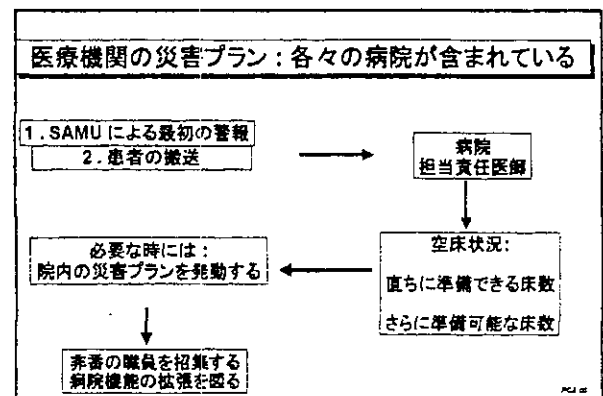 医療機関の災害プラン：各々の病院が含まれている
1．SAMUによる最初の警報
2．患者の搬送
病院
担当責任医師
空床状況：
直ちに準備できる床数
さらに準備可能な床数
必要な時には：
院内の災害プランを発動する
非番の職員を招集する
病院機能の拡張を図る